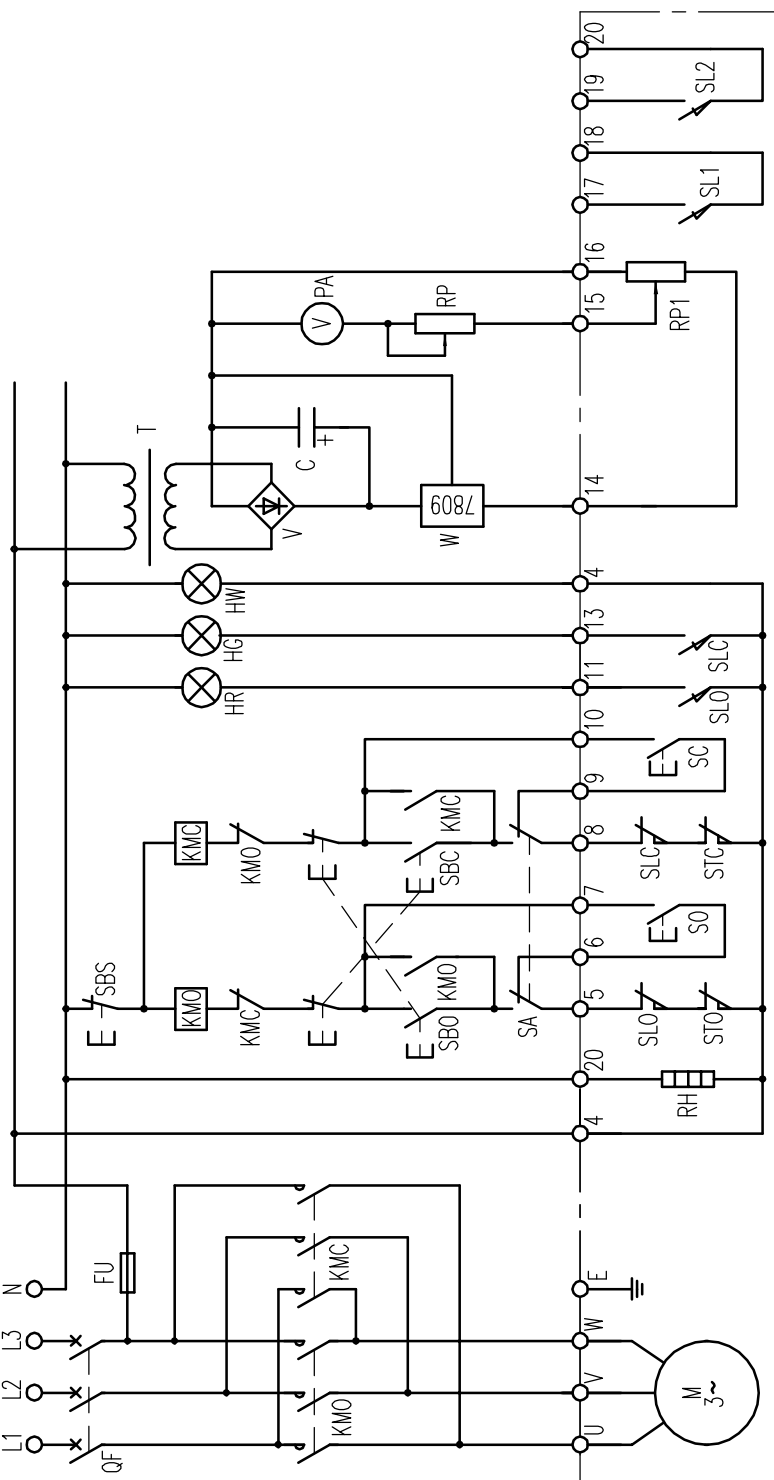 L1 L2 L3 N
QF FU SBS T
KMO KMC
KMC KMO
HR HG HW
V C +
V PA
KMO KMC
SBO KMO SBC KMC
W 7809 RP
SA
U V W E 4 20 5 6 7 8 9 10 11 13 4 14 15 16 17 18 19 20
SLO SLC
RH SO SC RP1
STO STC SLO SLC SL1 SL2
M
3~